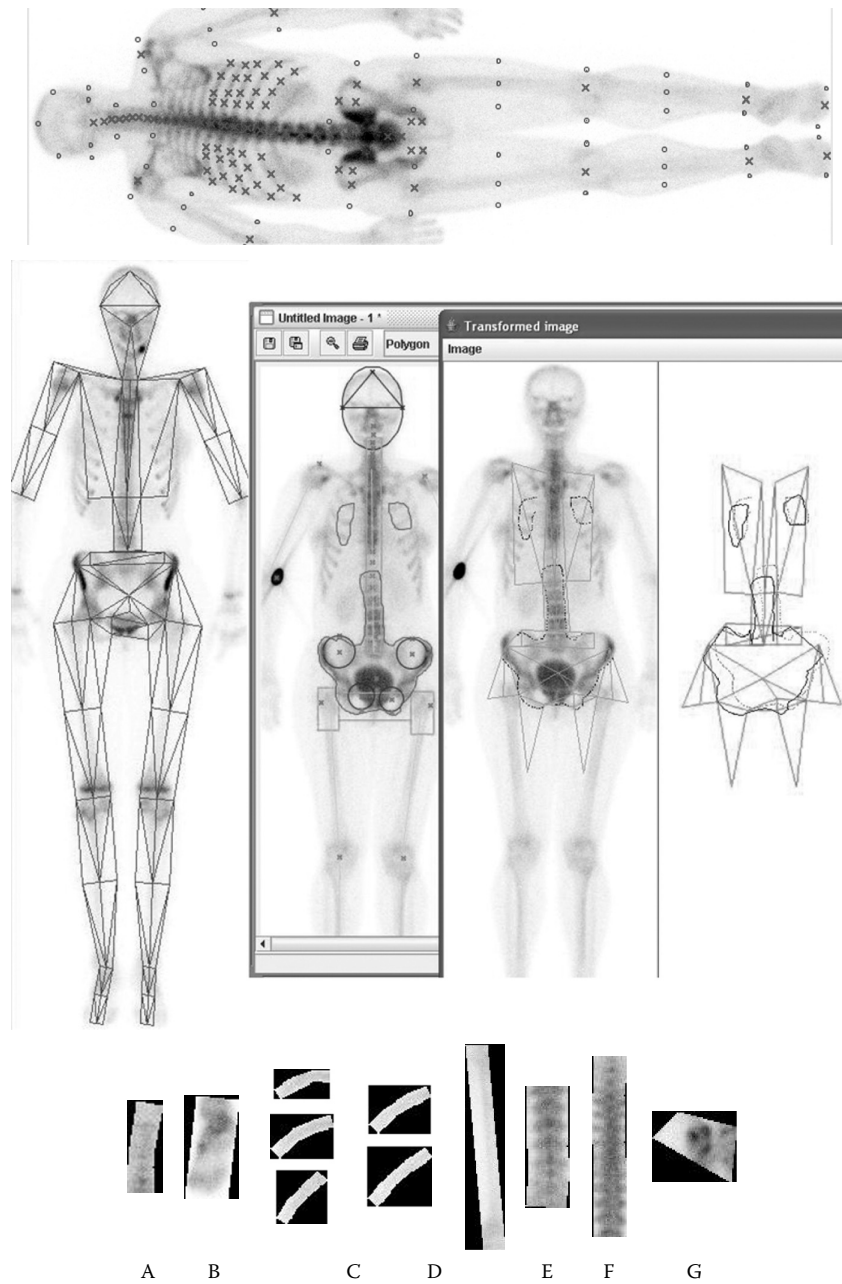 Untitled Image - 1 *
Transformed image
Polygon
Image
A B C D E F G